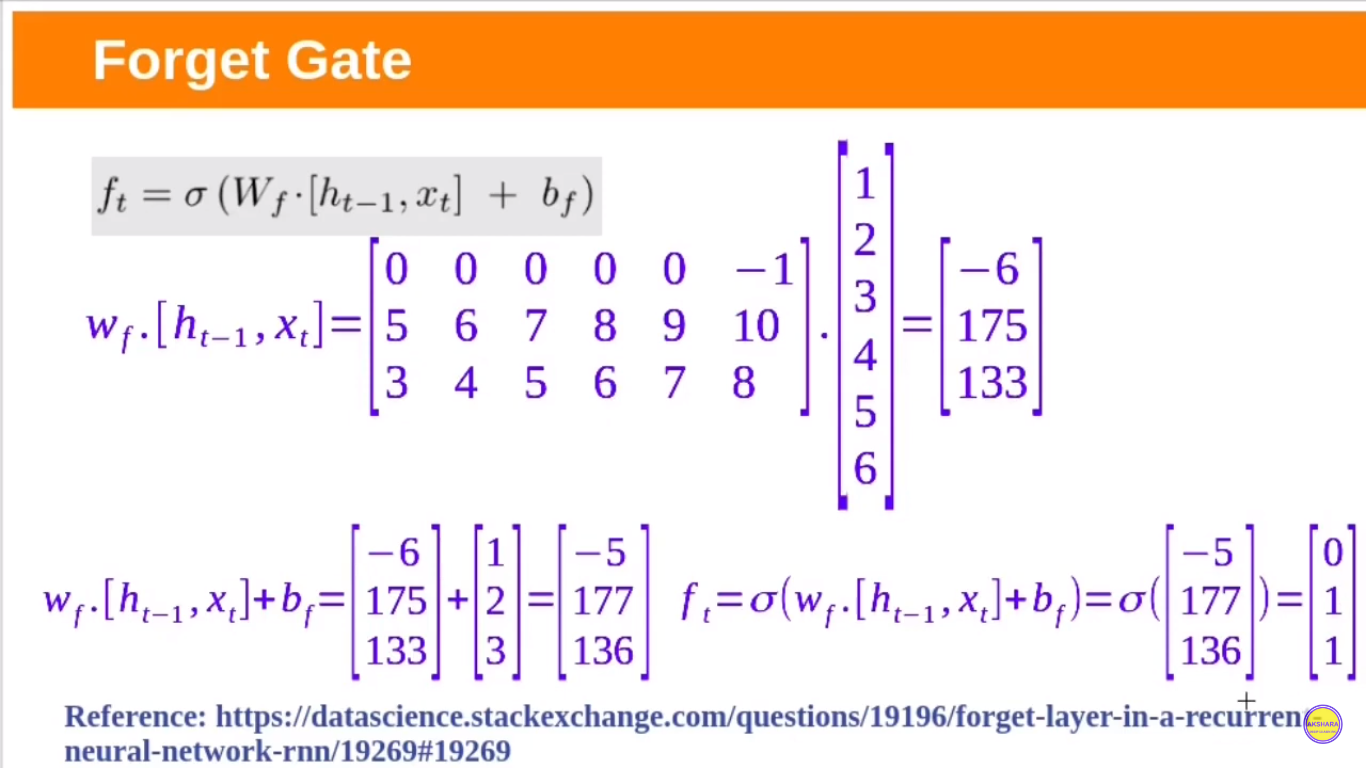 Forget Gate
f_t = σ (W_f · [h_{t−1}, x_t] + b_f)
w_f . [h_{t−1}, x_t] = [0 0 0 0 0 −1; 5 6 7 8 9 10; 3 4 5 6 7 8] . [1; 2; 3; 4; 5; 6] = [−6; 175; 133]
w_f . [h_{t−1}, x_t] + b_f = [−6; 175; 133] + [1; 2; 3] = [−5; 177; 136] f_t = σ(w_f . [h_{t−1}, x_t] + b_f) = σ([−5; 177; 136]) = [0; 1; 1]
Reference: https://datascience.stackexchange.com/questions/19196/forget-layer-in-a-recurren
neural-network-rnn/19269#19269
AKSHARA